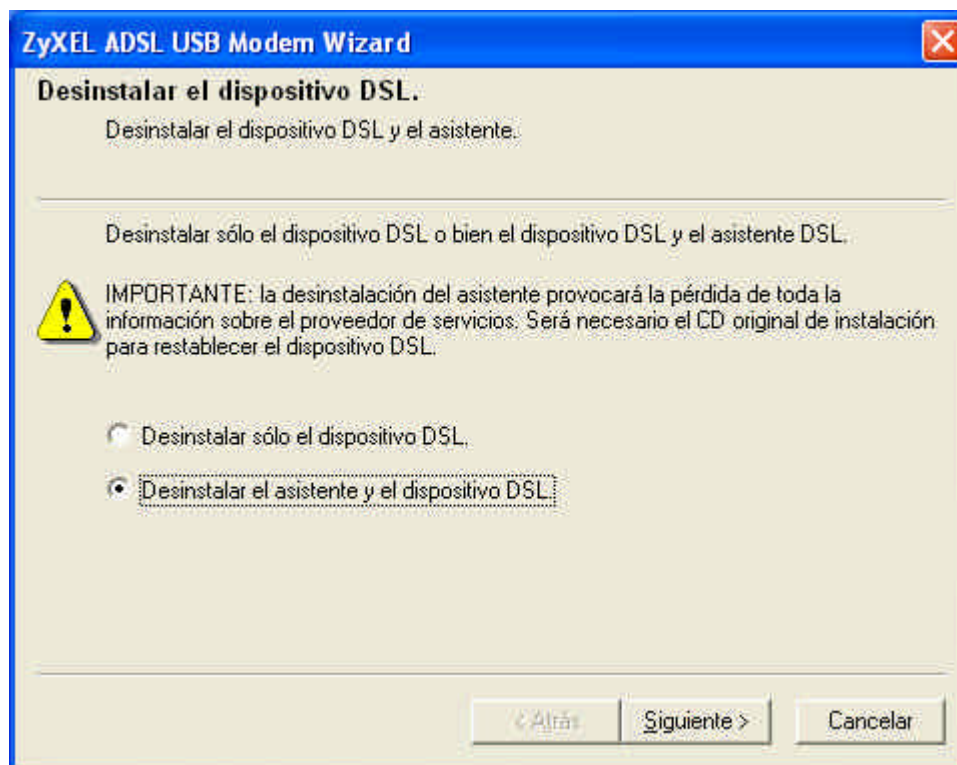 ZyXEL ADSL USB Modem Wizard
Desinstalar el dispositivo DSL.
Desinstalar el dispositivo DSL y el asistente.
Desinstalar sólo el dispositivo DSL o bien el dispositivo DSL y el asistente DSL.
IMPORTANTE: la desinstalación del asistente provocará la pérdida de toda la
información sobre el proveedor de servicios. Será necesario el CD original de instalación
para restablecer el dispositivo DSL.
Desinstalar sólo el dispositivo DSL.
Desinstalar el asistente y el dispositivo DSL.
< Atrás
Siguiente >
Cancelar